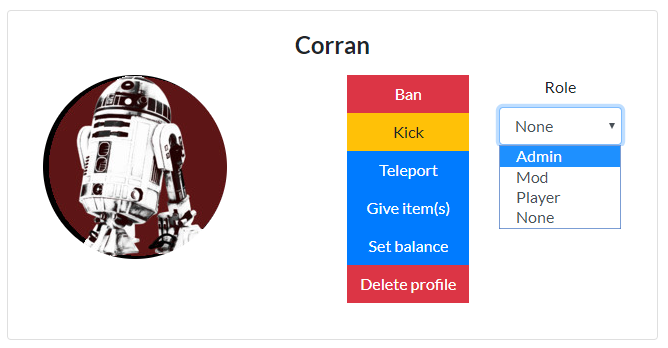 Corran
Ban
Kick
Teleport
Give item(s)
Set balance
Delete profile
Role
None
Admin
Mod
Player
None